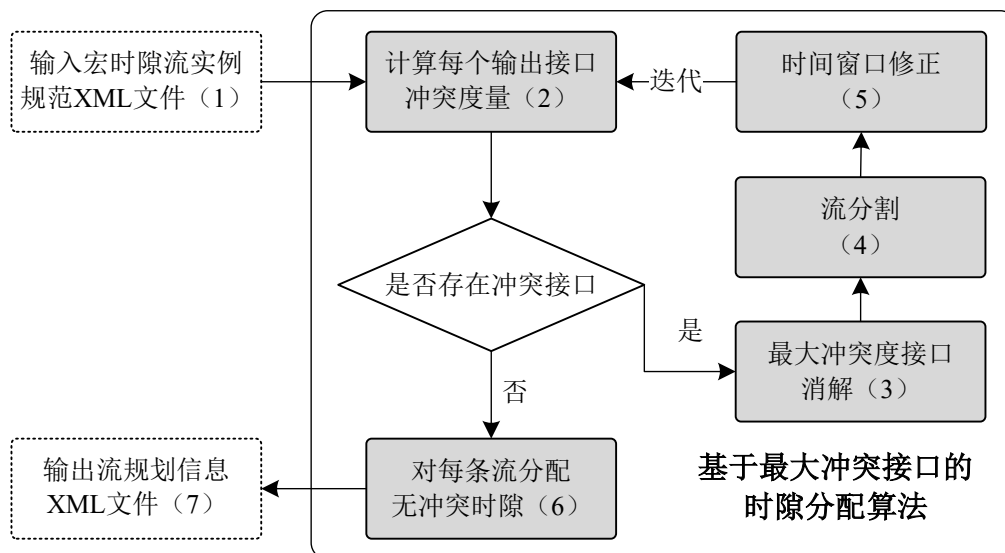 输入宏时隙流实例
规范XML文件（1）
计算每个输出接口
冲突度量（2）
迭代
时间窗口修正
（5）
流分割
（4）
是否存在冲突接口
是
最大冲突度接口
消解（3）
否
输出流规划信息
XML文件（7）
对每条流分配
无冲突时隙（6）
基于最大冲突接口的
时隙分配算法